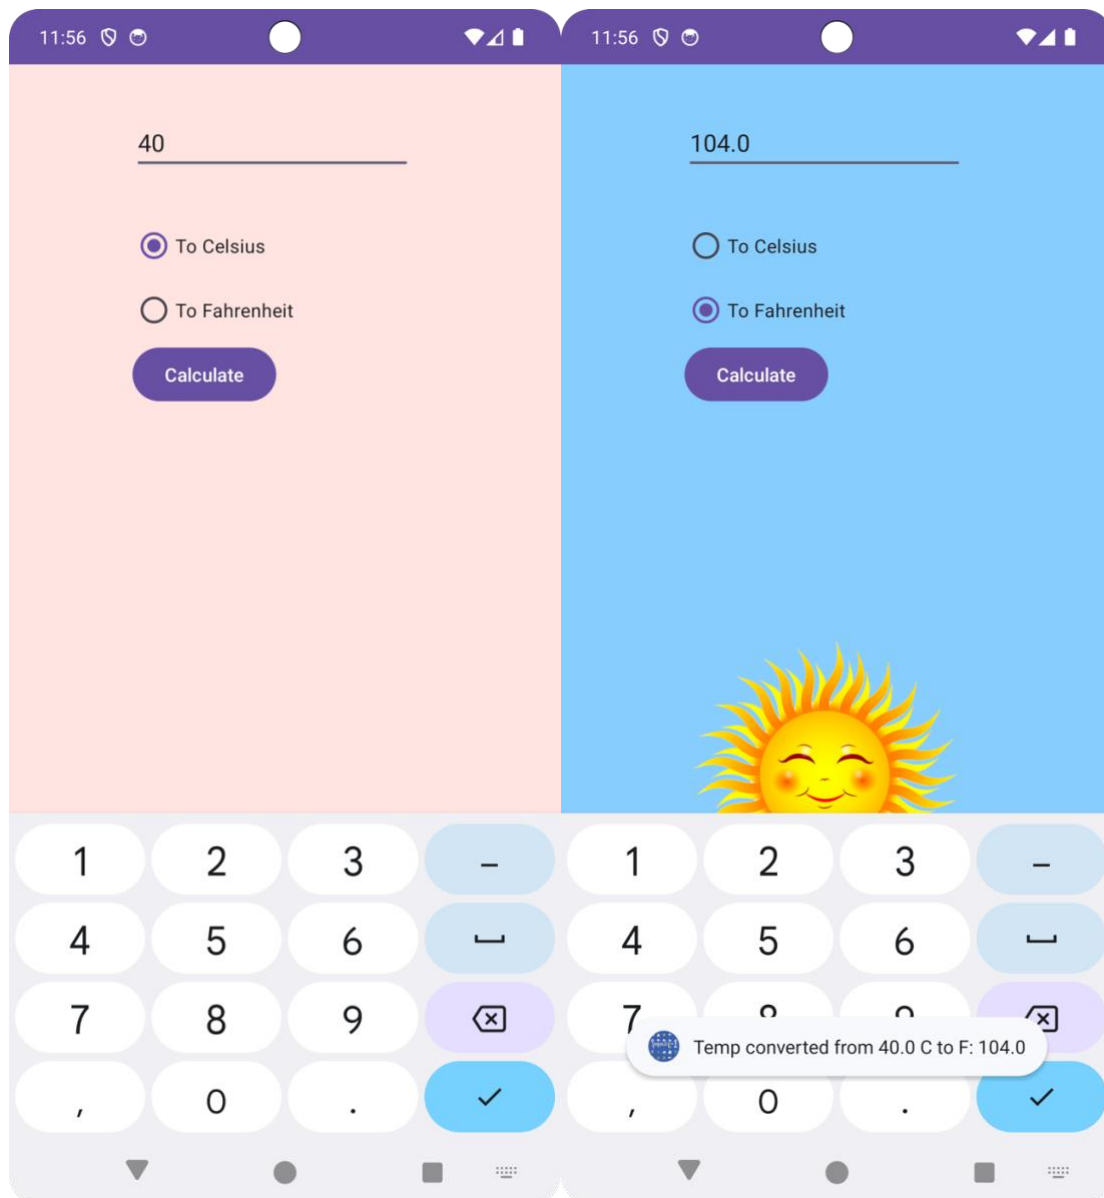 11:56
40
To Celsius
To Fahrenheit
Calculate
1 2 3 –
4 5 6
7 8 9
, 0 .
11:56
104.0
To Celsius
To Fahrenheit
Calculate
1 2 3 –
4 5 6
7 8 9
Temp converted from 40.0 C to F: 104.0
, 0 .